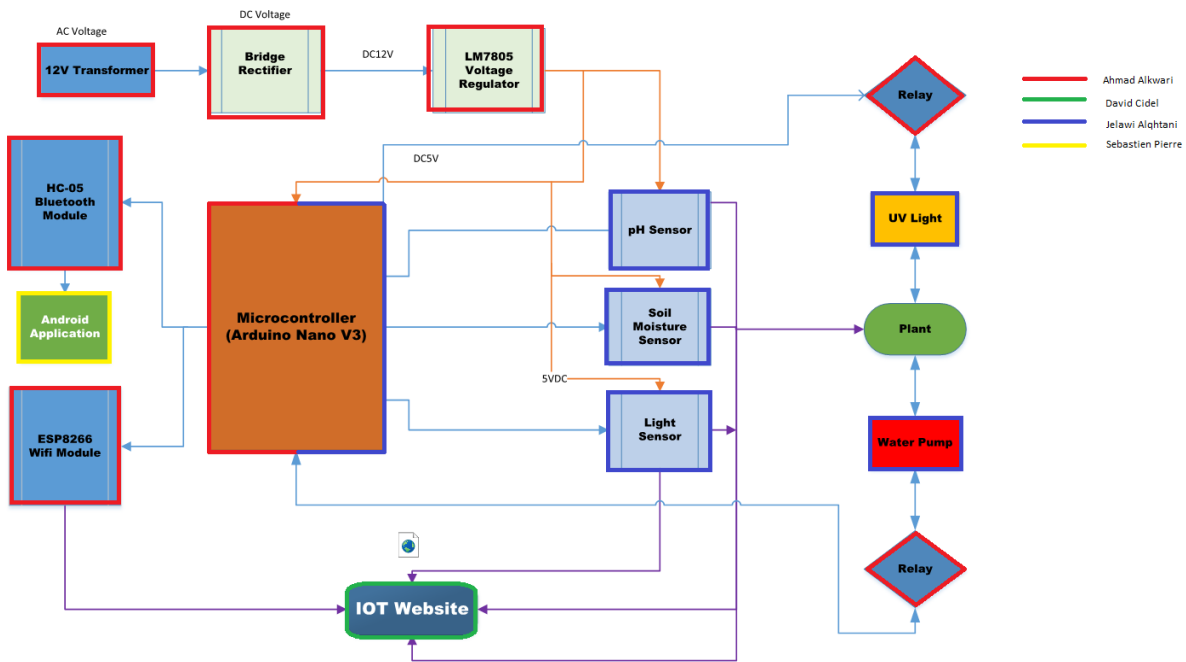 DC Voltage
AC Voltage
12V Transformer
Bridge
Rectifier
DC12V
LM7805
Voltage
Regulator
Relay
Ahmad Alkwari
David Cidel
Jelawi Alqhtani
Sebastien Pierre
DC5V
HC-05
Bluetooth
Module
pH Sensor
UV Light
Android
Application
Microcontroller
(Arduino Nano V3)
Soil
Moisture
Sensor
Plant
5VDC
ESP8266
Wifi Module
Light
Sensor
Water Pump
Relay
IOT Website